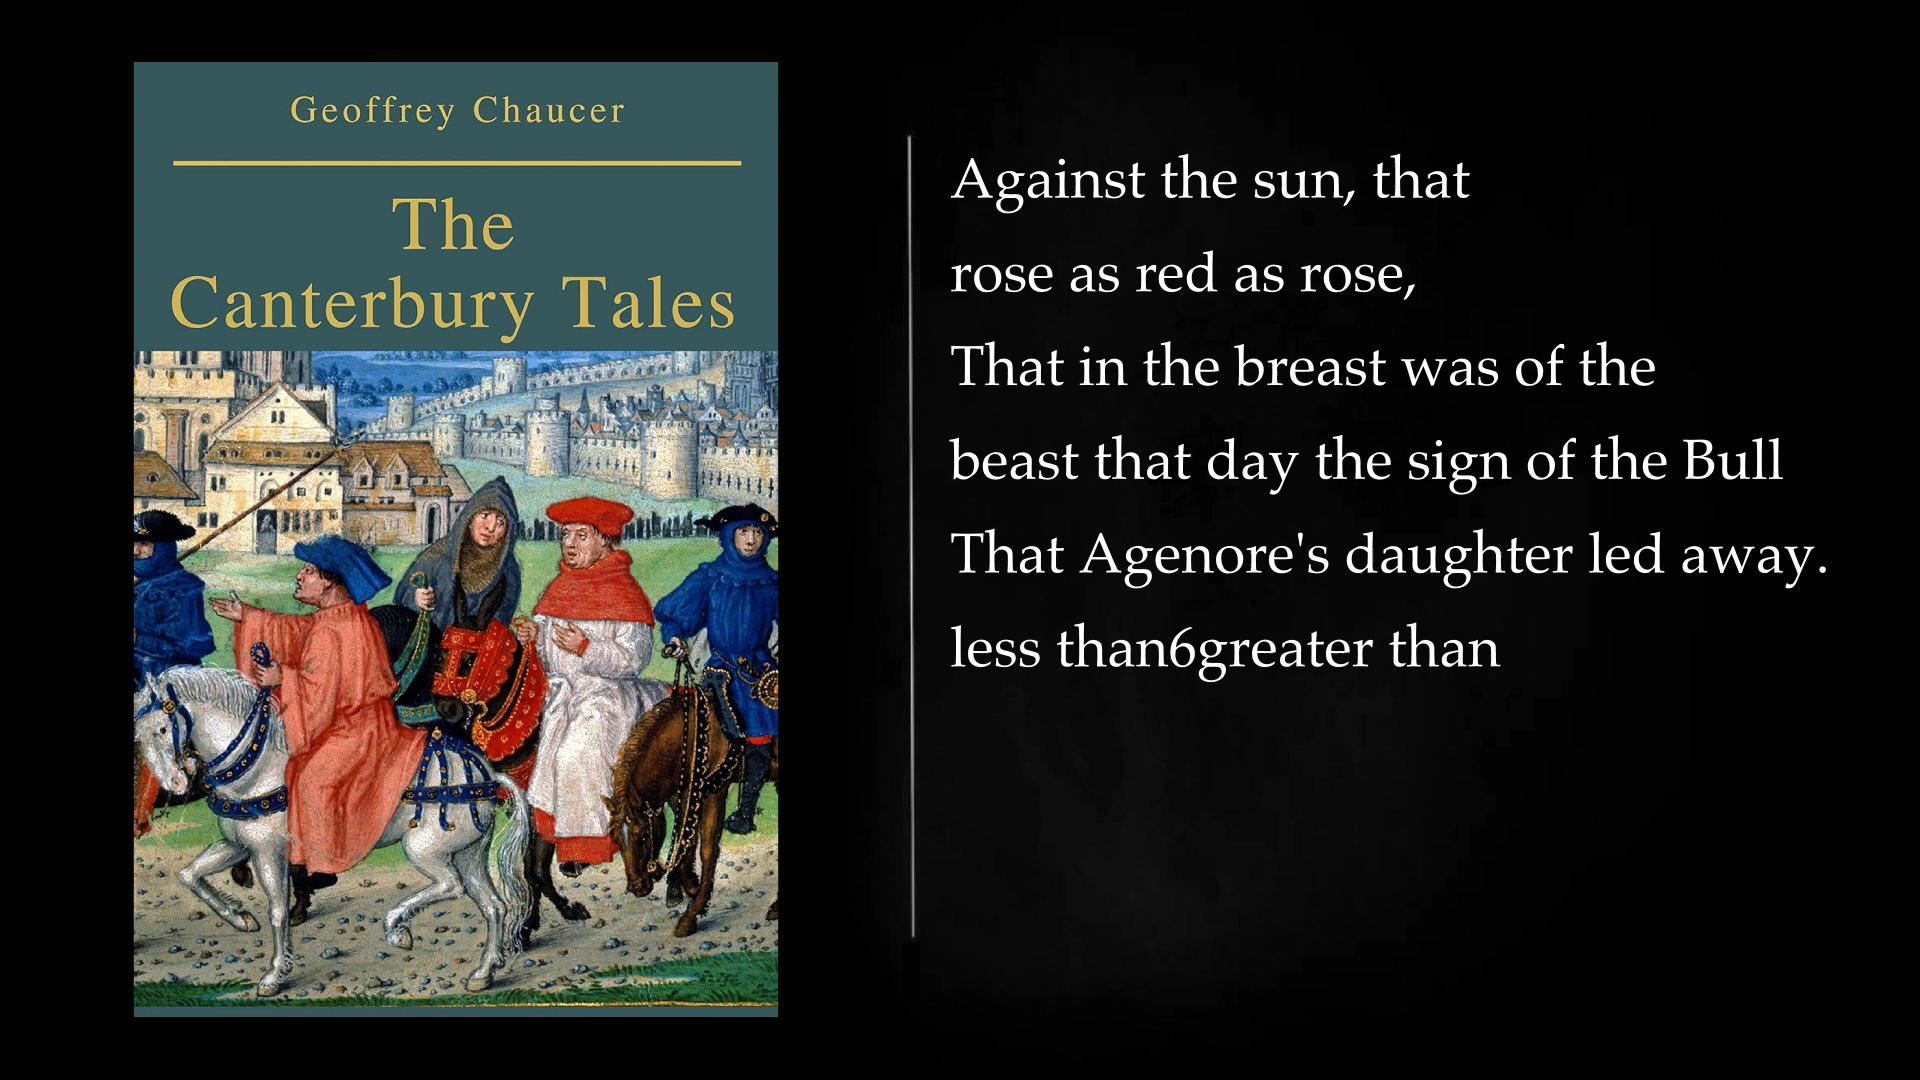 Geoffrey Chaucer
The
Canterbury Tales
Against the sun, that
rose as red as rose,
That in the breast was of the
beast that day the sign of the Bull
That Agenore's daughter led away.
less than6greater than